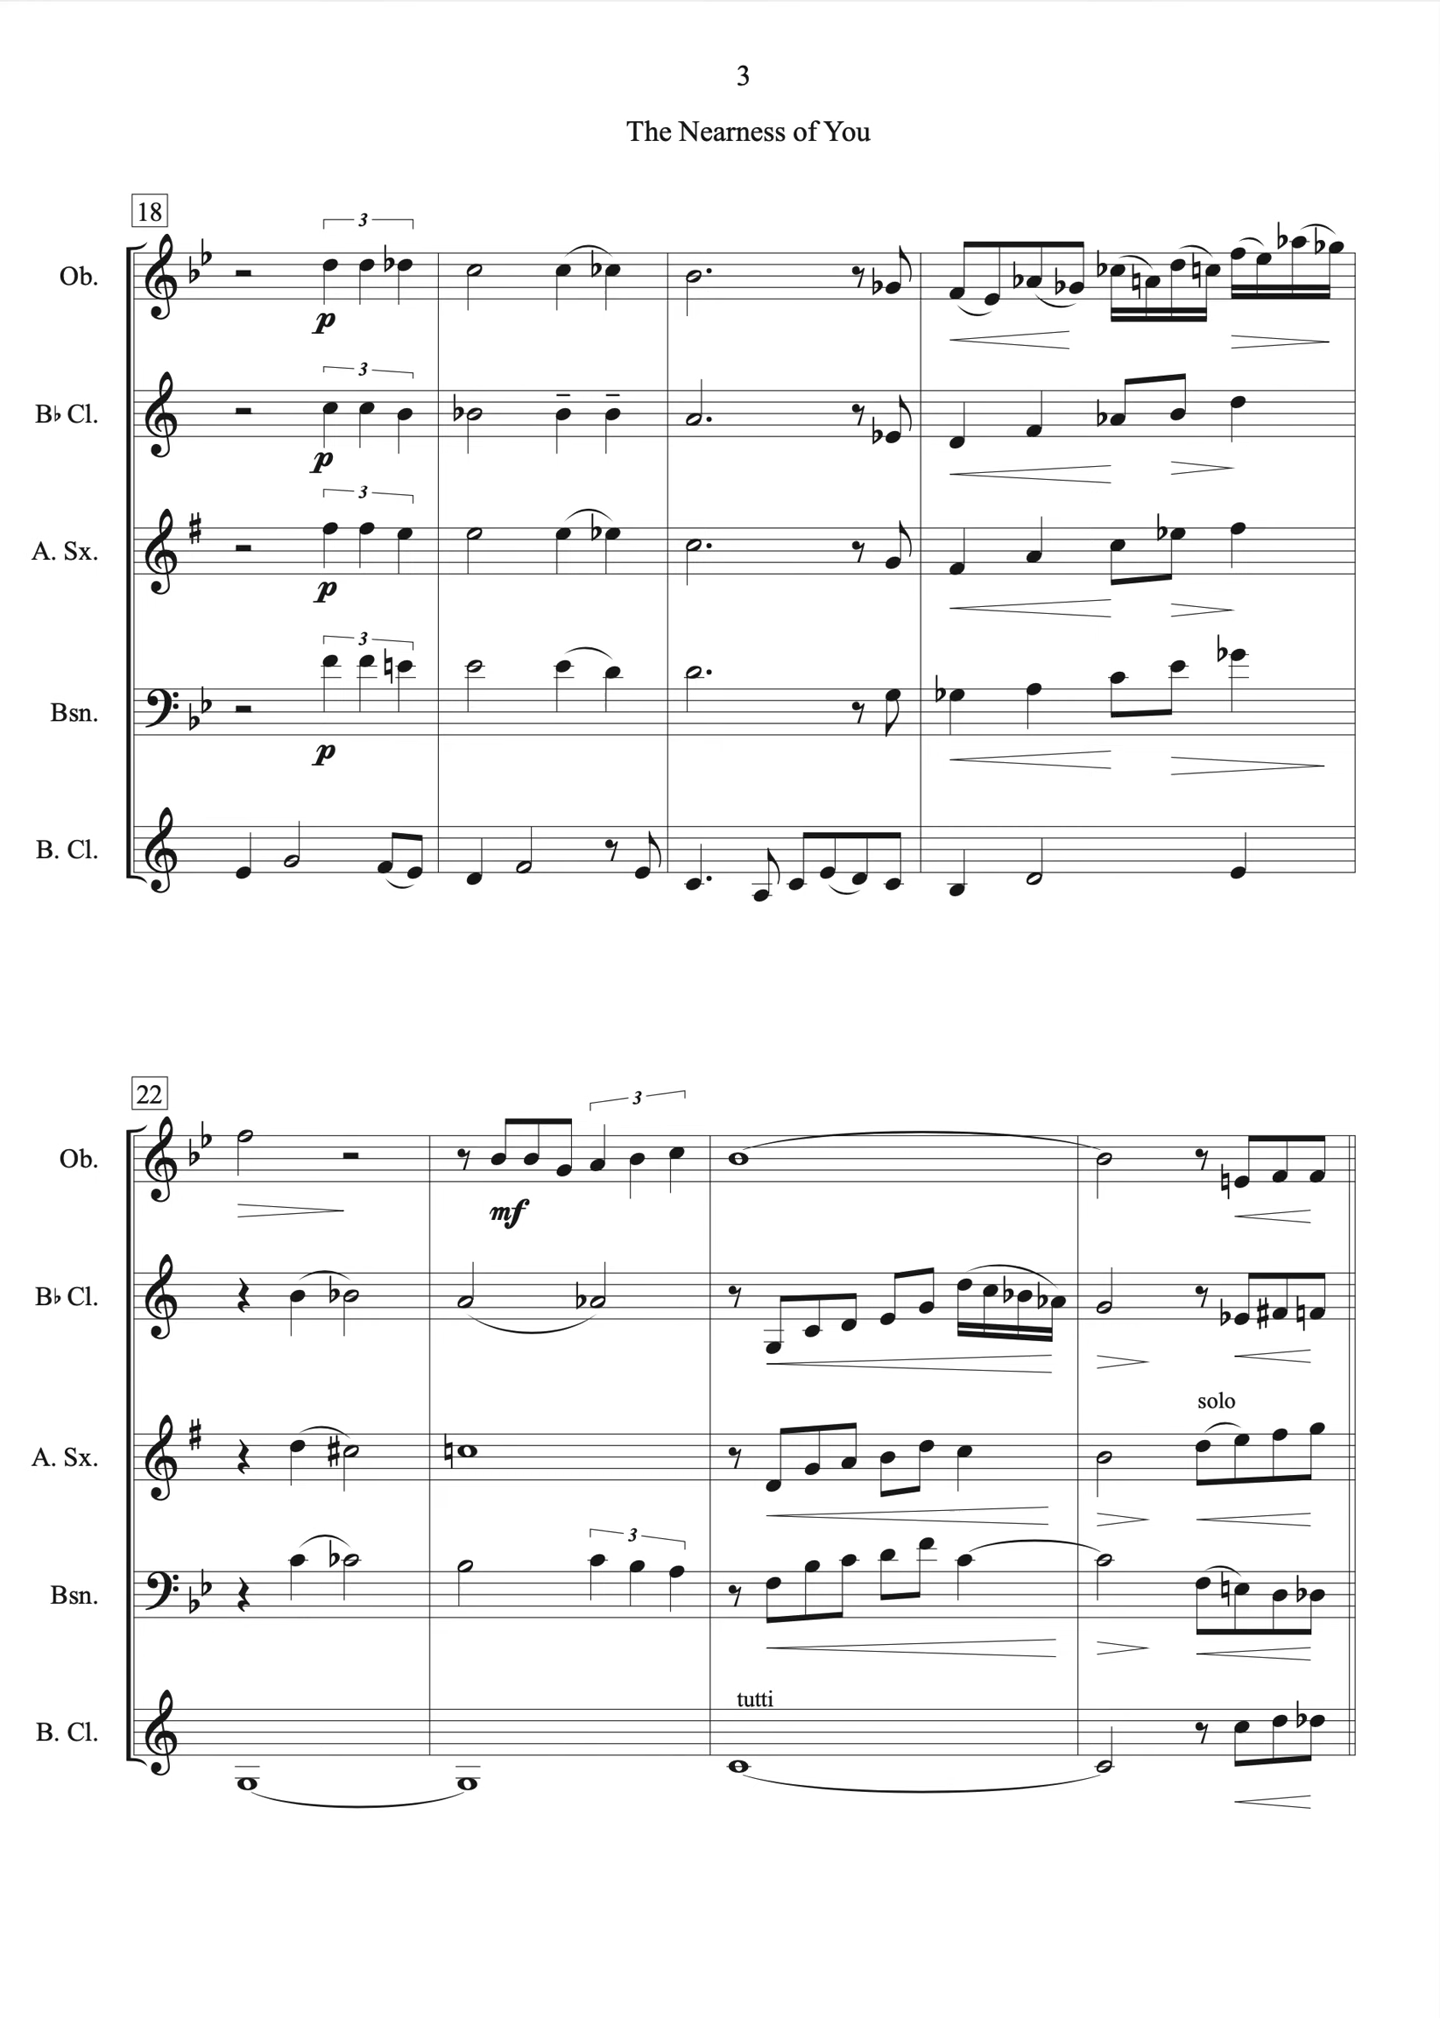 3
The Nearness of You
18
3
Ob.
p
3
B♭ Cl.
p
3
A. Sx.
p
3
Bsn.
p
B. Cl.
22
3
Ob.
mf
B♭ Cl.
solo
A. Sx.
3
Bsn.
tutti
B. Cl.